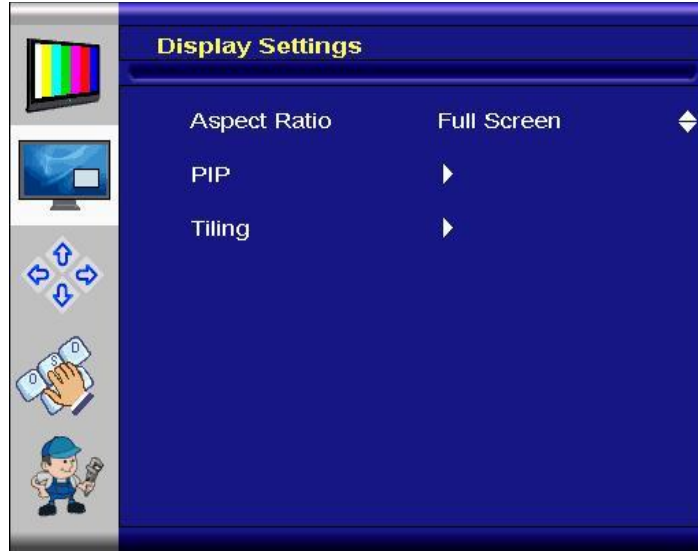 Display Settings
Aspect Ratio Full Screen
PIP
Tiling
O S D